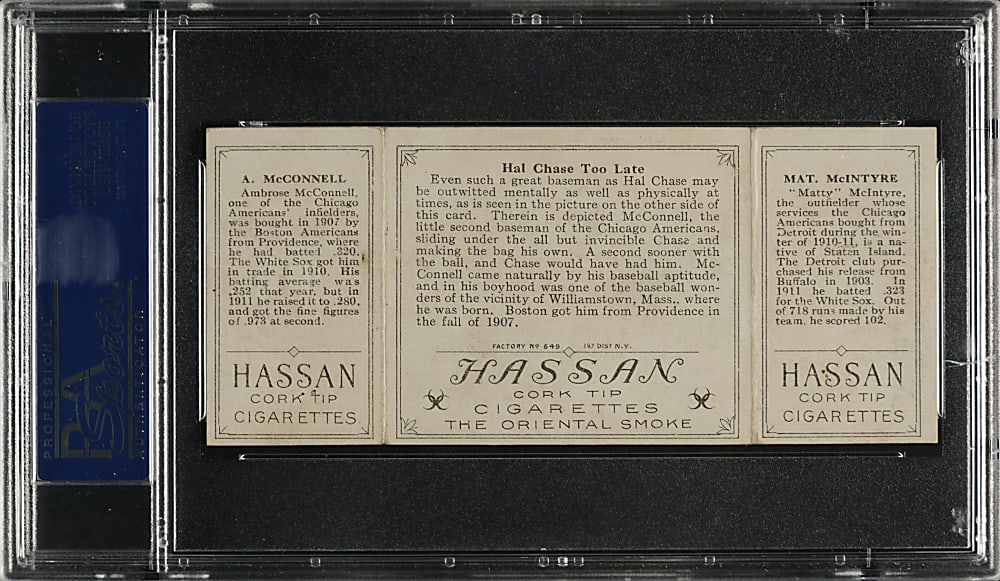 A. McCONNELL
Ambrose McConnell,
one of the Chicago
Americans' infielders,
was bought in 1907 by
the Boston Americans
from Providence, where
he had batted .320.
The White Sox got him
in trade in 1910. His
batting average was
.252 that year, but in
1911 he raised it to .280,
and got the fine figures
of .973 at second.
HASSAN
CORK TIP
CIGARETTES
Hal Chase Too Late
Even such a great baseman as Hal Chase may
be outwitted mentally as well as physically at
times, as is seen in the picture on the other side of
this card. Therein is depicted McConnell, the
little second baseman of the Chicago Americans,
sliding under the all but invincible Chase and
making the bag his own. A second sooner with
the ball, and Chase would have had him. Mc-
Connell came naturally by his baseball aptitude,
and in his boyhood was one of the baseball won-
ders of the vicinity of Williamstown, Mass., where
he was born. Boston got him from Providence in
the fall of 1907.
FACTORY Nº 649 1ST DIST N.Y.
HASSAN
CORK TIP
CIGARETTES
THE ORIENTAL SMOKE
MAT. McINTYRE
"Matty" McIntyre,
the outfielder whose
services the Chicago
Americans bought from
Detroit during the win-
ter of 1910-11, is a na-
tive of Staten Island.
The Detroit club pur-
chased his release from
Buffalo in 1903. In
1911 he batted .323
for the White Sox. Out
of 718 runs made by his
team, he scored 102.
HASSAN
CORK TIP
CIGARETTES
PROFESSIONAL
PSA
Sports
AUTHENTICATOR